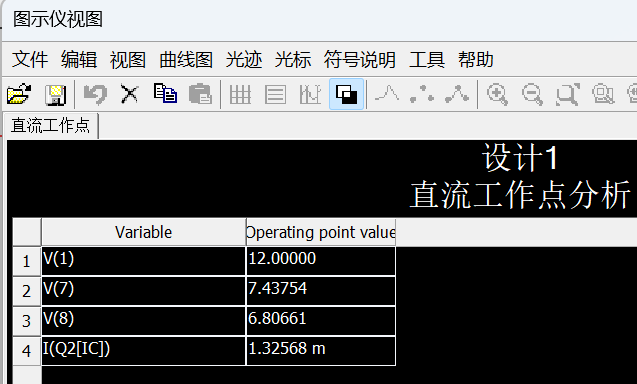 图示仪视图
文件 编辑 视图 曲线图 光迹 光标 符号说明 工具 帮助
直流工作点
设计1
直流工作点分析
Variable Operating point value
1 V(1) 12.00000
2 V(7) 7.43754
3 V(8) 6.80661
4 I(Q2[IC]) 1.32568 m